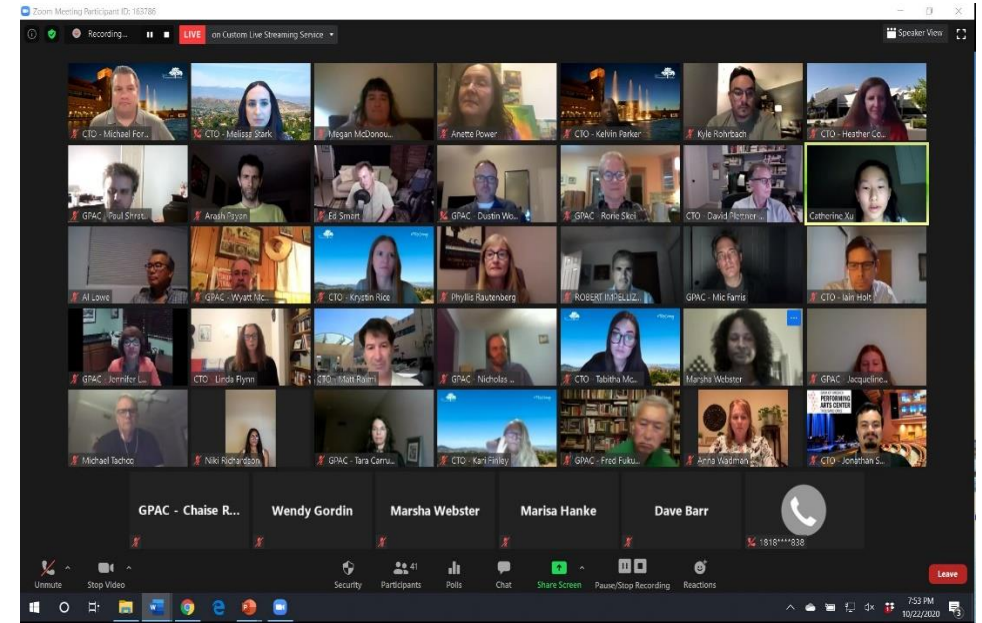 Zoom Meeting Participant ID: 163786
Recording...
LIVE on Custom Live Streaming Service
Speaker View
CTO - Michael For...
CTO - Melissa Stark
Megan McDonou...
Anette Power
CTO - Kelvin Parker
Kyle Rohrbach
CTO - Heather Co...
GPAC - Paul Shrat...
Arash Payan
Ed Smart
GPAC - Dustin Wo...
GPAC - Rorie Skei
CTO - David Plettner...
Catherine Xu
Al Lowe
GPAC - Wyatt Mc...
CTO - Krystin Rice
Phyllis Rautenberg
ROBERT IMPELLIZ...
GPAC - Mic Farris
CTO - Iain Holt
GPAC - Jennifer L...
CTO - Linda Flynn
CTO - Matt Raimi
GPAC - Nicholas ...
CTO - Tabitha Mc...
Marsha Webster
GPAC - Jacqueline...
PERFORMING
ARTS CENTER
Michael Tachco
Niki Richardson
GPAC - Tara Carru...
CTO - Kari Finley
GPAC - Fred Fuku...
Anna Wadman
CTO - Jonathan S...
GPAC - Chaise R...
Wendy Gordin
Marsha Webster
Marisa Hanke
Dave Barr
1818****838
41
Unmute
Stop Video
Security
Participants
Polls
Chat
Share Screen
Pause/Stop Recording
Reactions
Leave
7:53 PM
10/22/2020
3